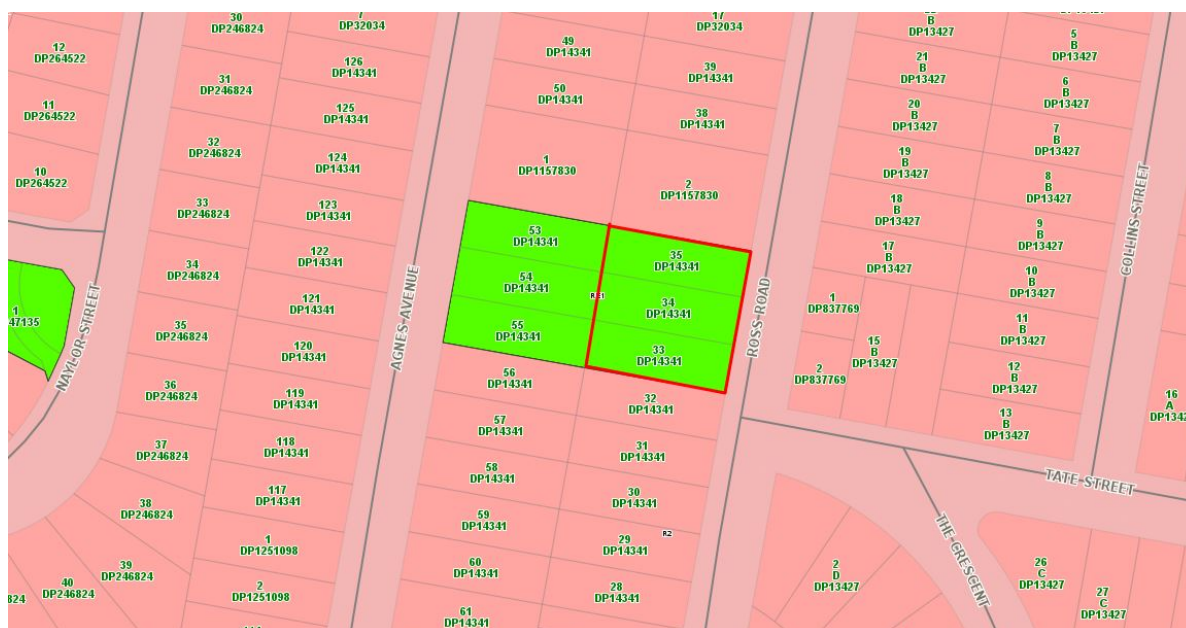 30
DP246824
7
DP32034
17
DP32034
B
DP13427
12
DP264522
49
DP14341
5
B
DP13427
126
DP14341
39
DP14341
21
B
DP13427
31
DP246824
50
DP14341
6
B
DP13427
11
DP264522
125
DP14341
38
DP14341
20
B
DP13427
7
B
DP13427
32
DP246824
124
DP14341
1
DP1157830
19
B
DP13427
10
DP264522
2
DP1157830
8
B
DP13427
33
DP246824
123
DP14341
18
B
DP13427
9
B
DP13427
53
DP14341
17
B
DP13427
122
DP14341
35
DP14341
34
DP246824
54
DP14341
10
B
DP13427
COLLINS STREET
1
47135
121
DP14341
RE1
34
DP14341
1
DP837769
11
B
DP13427
NAYLOR STREET
AGNES AVENUE
ROSS ROAD
35
DP246824
55
DP14341
15
B
DP13427
120
DP14341
33
DP14341
2
DP837769
12
B
DP13427
36
DP246824
56
DP14341
119
DP14341
32
DP14341
13
B
DP13427
16
A
DP1342
57
DP14341
37
DP246824
118
DP14341
31
DP14341
58
DP14341
TATE STREET
117
DP14341
30
DP14341
38
DP246824
59
DP14341
R2
THE CRESCENT
1
DP1251098
29
DP14341
39
DP246824
60
DP14341
2
D
DP13427
26
C
DP13427
40
DP246824
824
2
DP1251098
28
DP14341
27
C
DP13427
61
DP14341